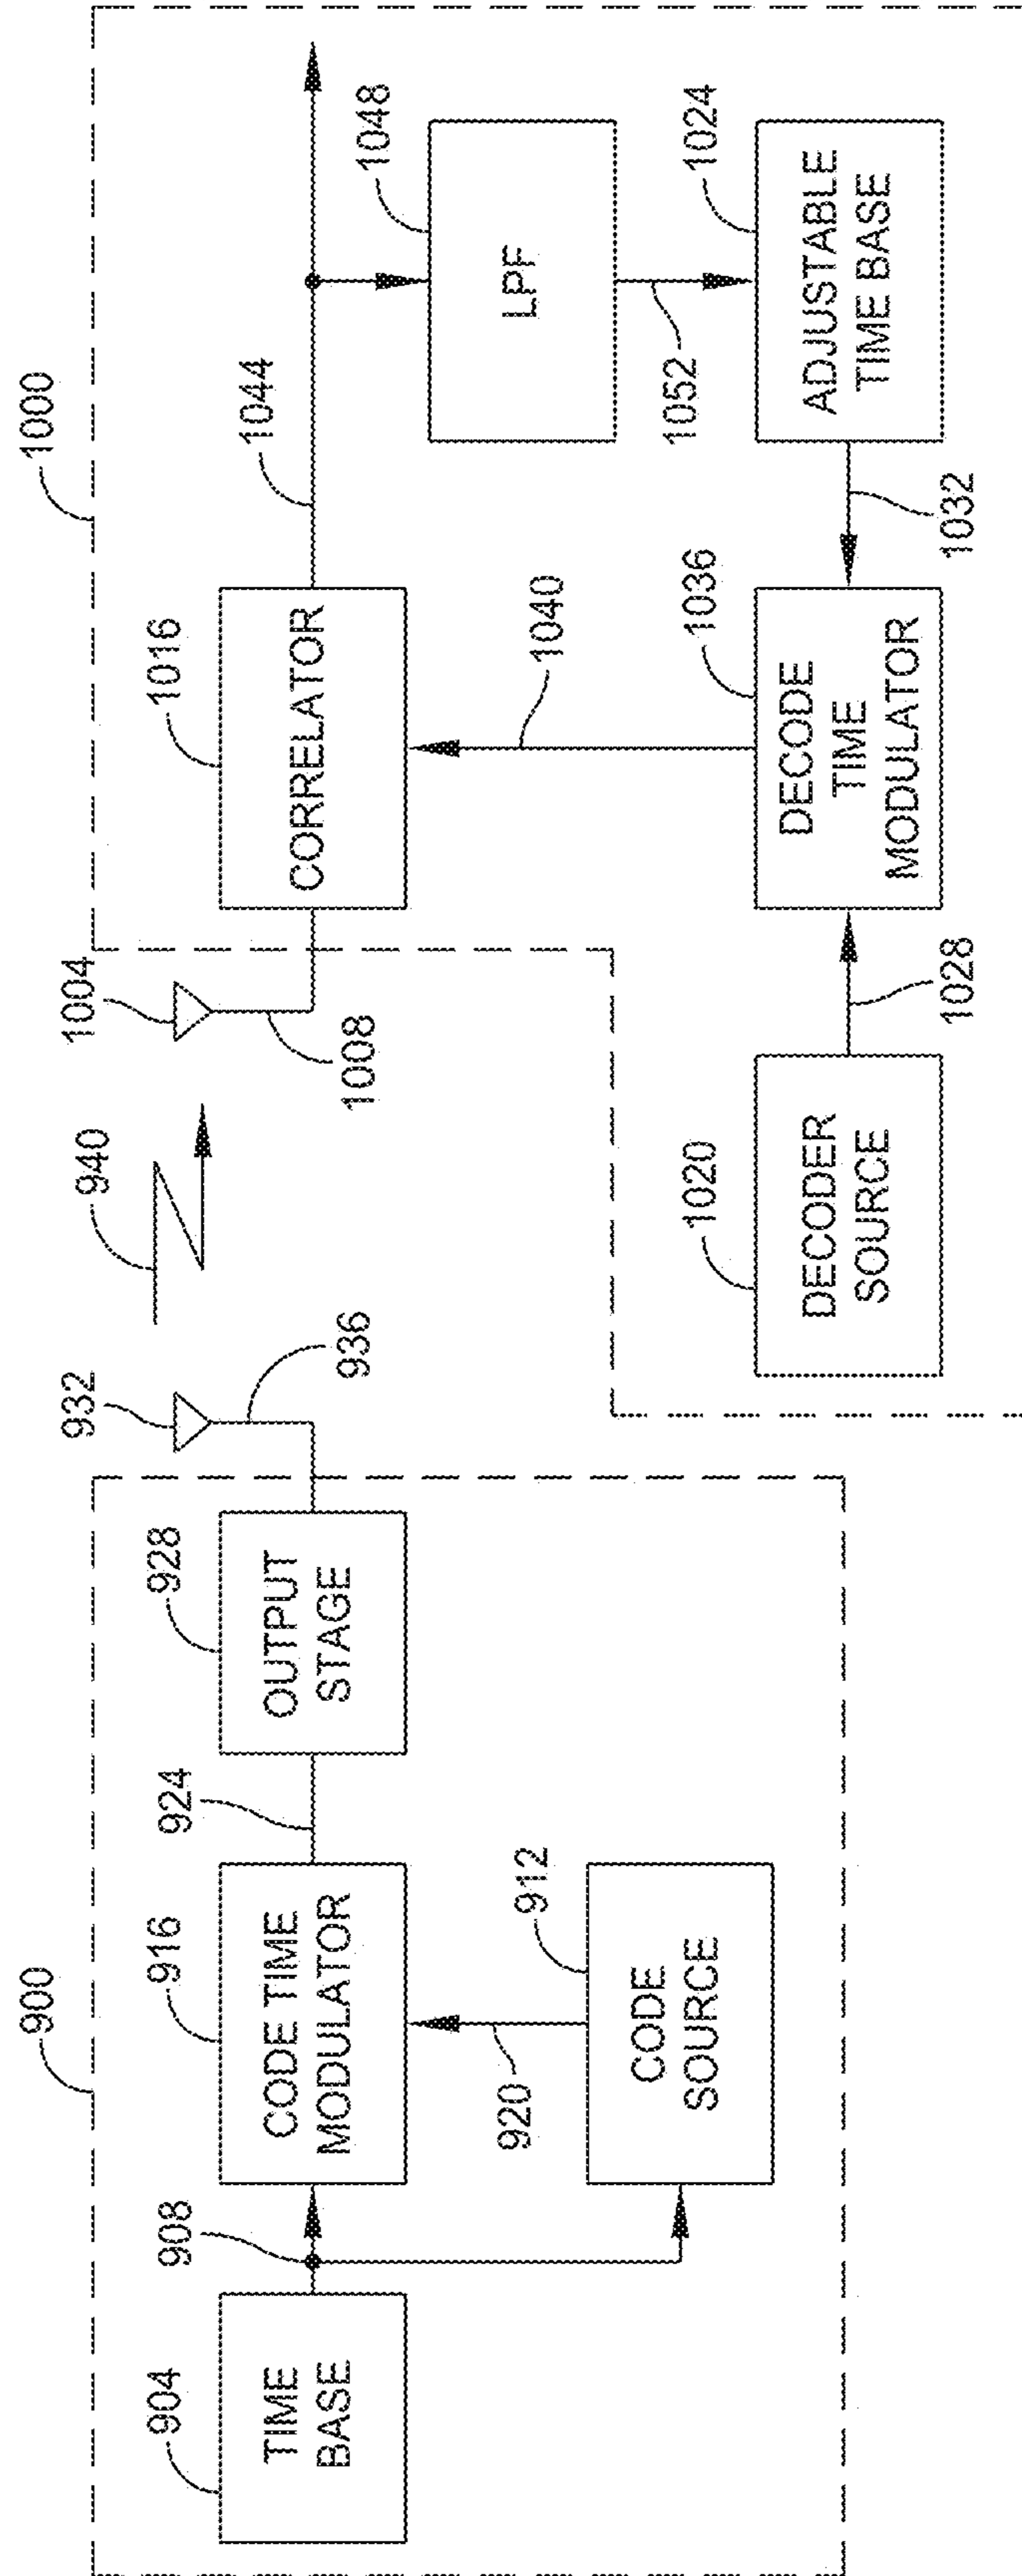 900
904
TIME
BASE
908
916
CODE TIME
MODULATOR
920
912
CODE
SOURCE
924
928
OUTPUT
STAGE
932
936
940
1000
1004
1008
1016
CORRELATOR
1044
1048
LPF
1052
1024
ADJUSTABLE
TIME BASE
1032
1036
DECODE
TIME
MODULATOR
1040
1028
1020
DECODER
SOURCE